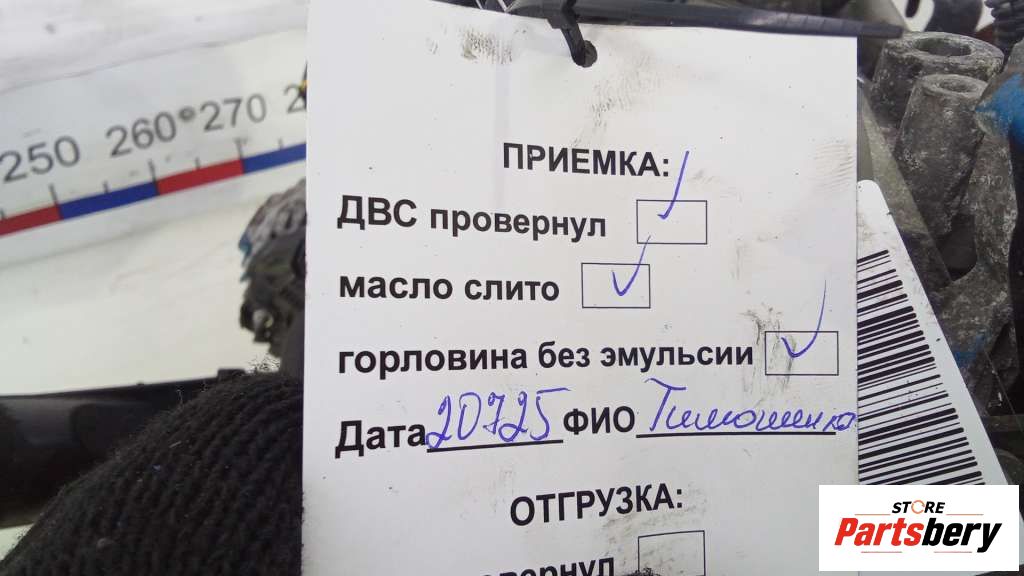 250 260° 270
ПРИЕМКА:
ДВС провернул
масло слито
горловина без эмульсии
Дата 20725 ФИО Тимошенко
ОТГРУЗКА:
STORE
Partsbery